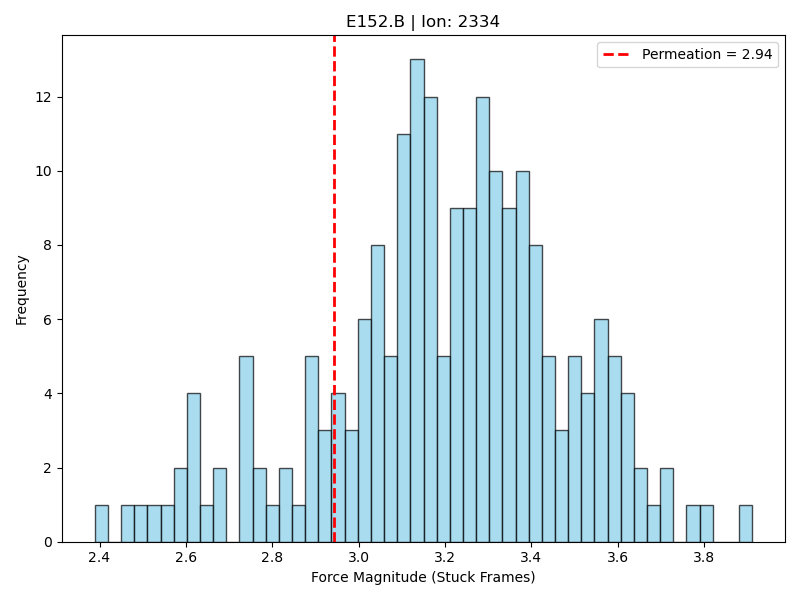 E152.B | Ion: 2334
Permeation = 2.94
Frequency
12
10
8
6
4
2
0
2.4 2.6 2.8 3.0 3.2 3.4 3.6 3.8
Force Magnitude (Stuck Frames)